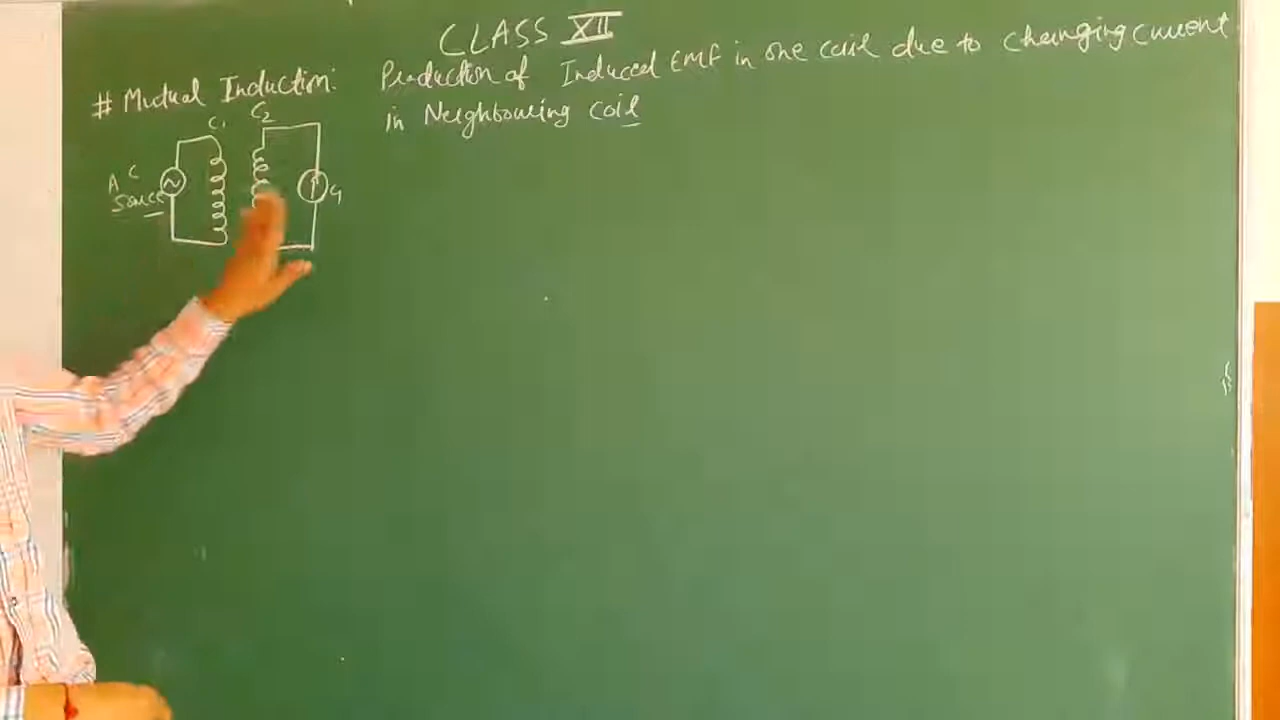 CLASS XII
# Mutual Induction: Production of Induced EMF in one coil due to changing current
in Neighbouring coil
C1 C2
AC
Source
G